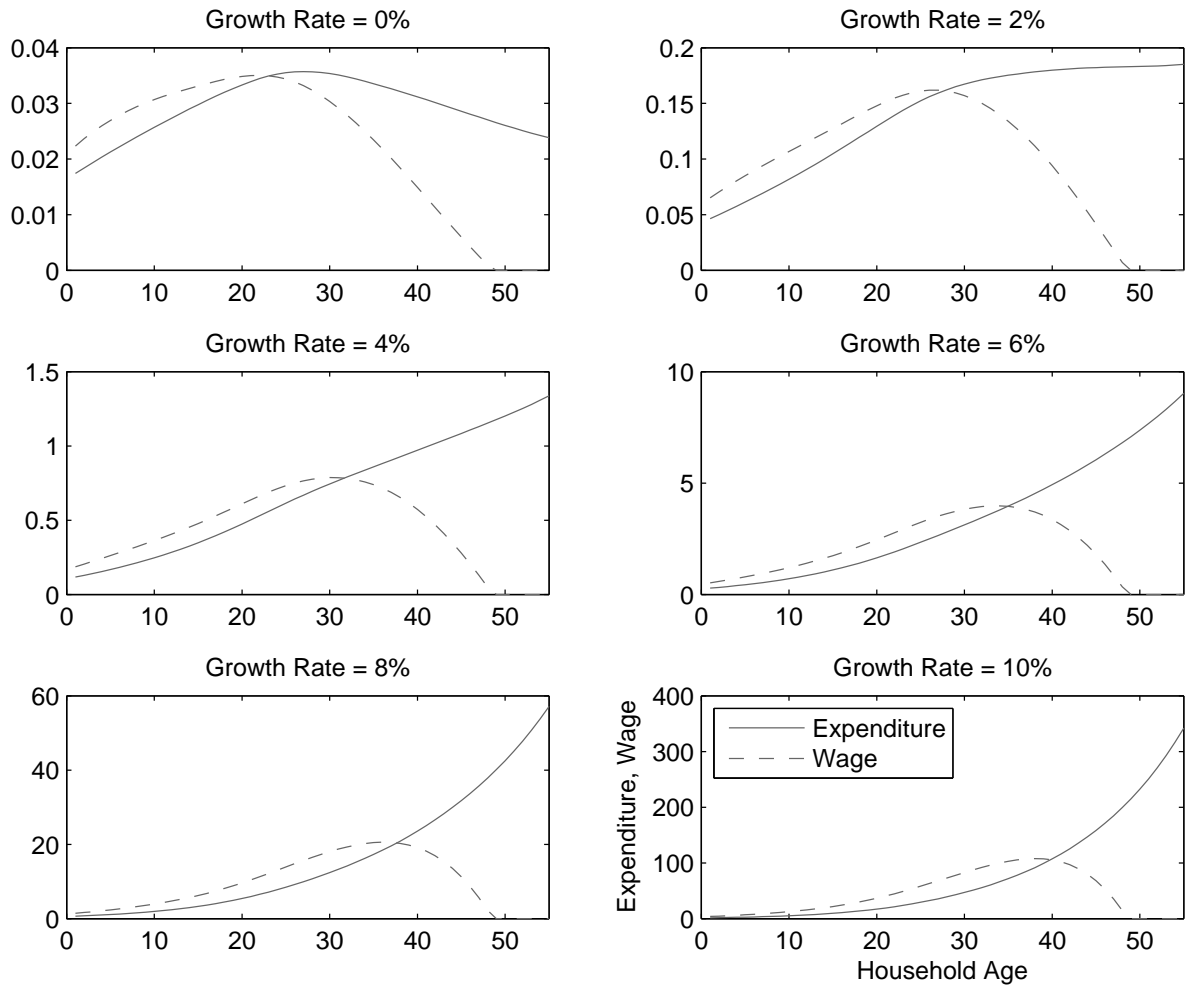 Growth Rate = 0%
0.04
0.03
0.02
0.01
0
0 10 20 30 40 50
Growth Rate = 2%
0.2
0.15
0.1
0.05
0
0 10 20 30 40 50
Growth Rate = 4%
1.5
1
0.5
0
0 10 20 30 40 50
Growth Rate = 6%
10
5
0
0 10 20 30 40 50
Growth Rate = 8%
60
40
20
0
0 10 20 30 40 50
Growth Rate = 10%
400
300
200
100
0
Expenditure, Wage
Expenditure
Wage
0 10 20 30 40 50
Household Age